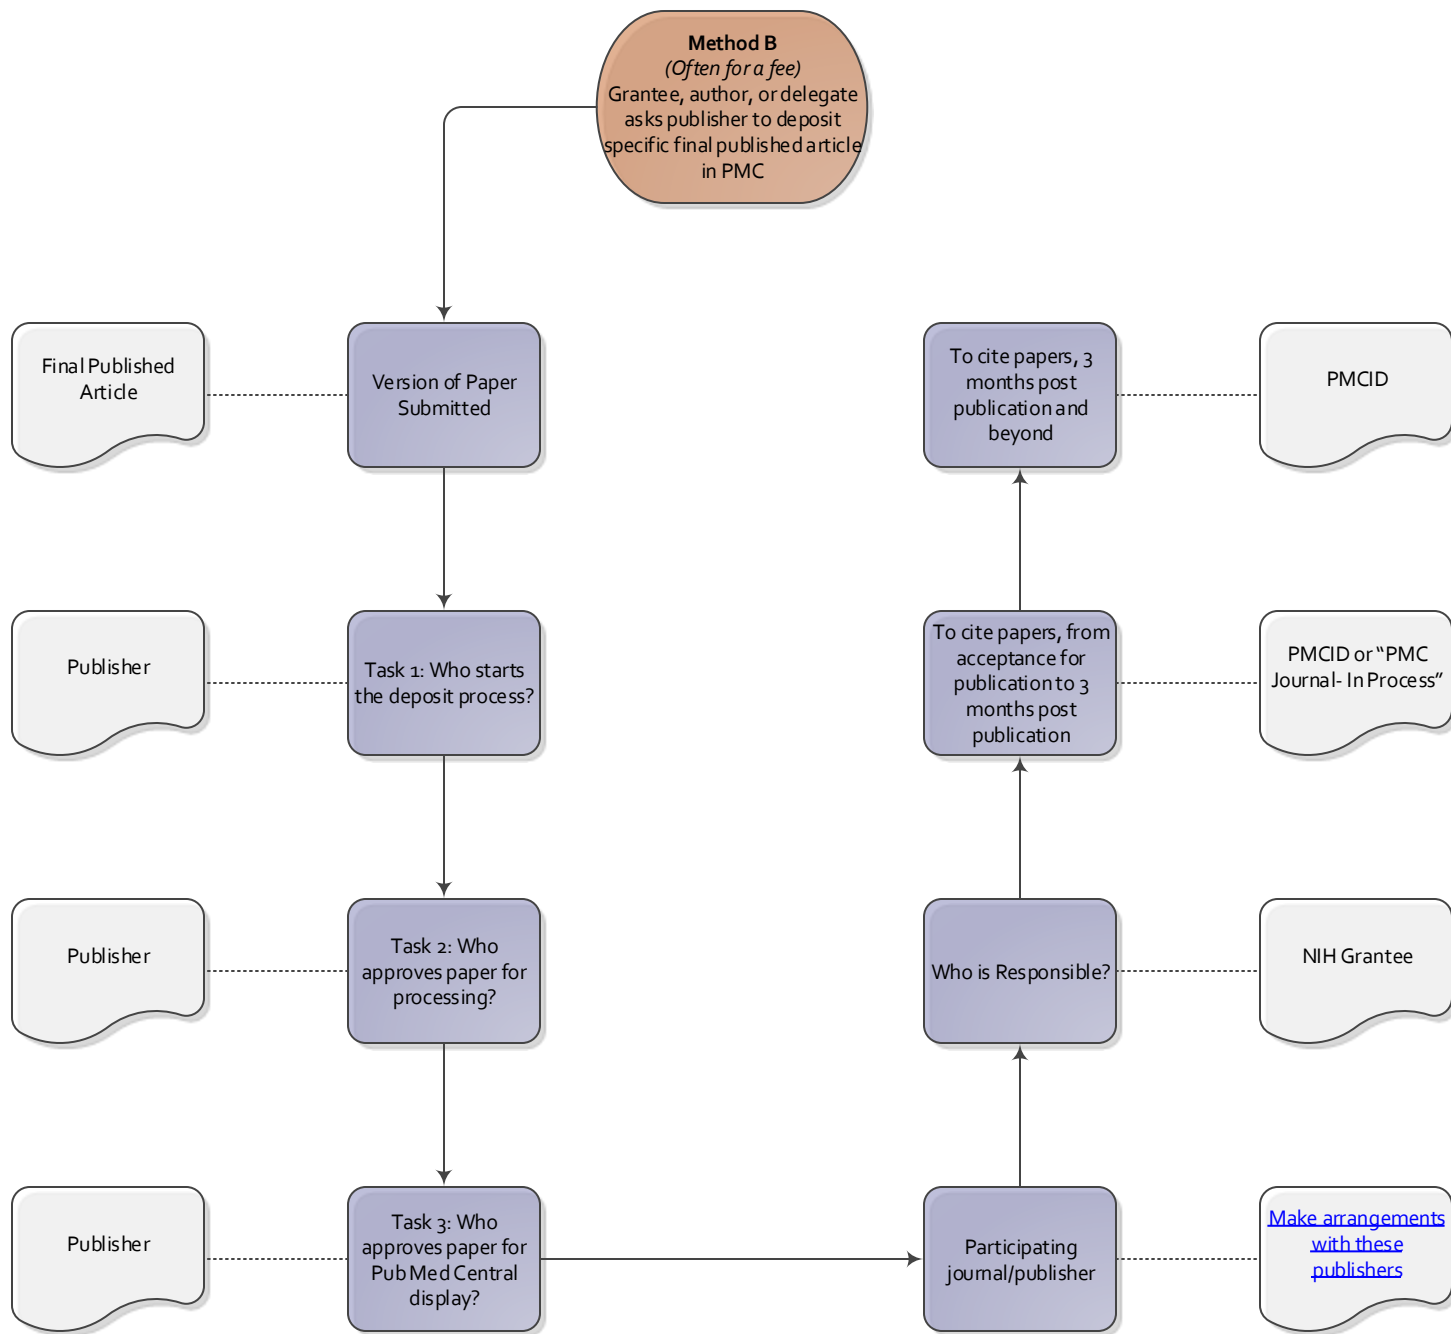 Method B
(Often for a fee)
Grantee, author, or delegate
asks publisher to deposit
specific final published article
in PMC
Final Published
Article
Version of Paper
Submitted
To cite papers, 3
months post
publication and
beyond
PMCID
Publisher
Task 1: Who starts
the deposit process?
To cite papers, from
acceptance for
publication to 3
months post
publication
PMCID or “PMC
Journal- In Process”
Publisher
Task 2: Who
approves paper for
processing?
Who is Responsible?
NIH Grantee
Publisher
Task 3: Who
approves paper for
PubMed Central
display?
Participating
journal/publisher
Make arrangements
with these
publishers